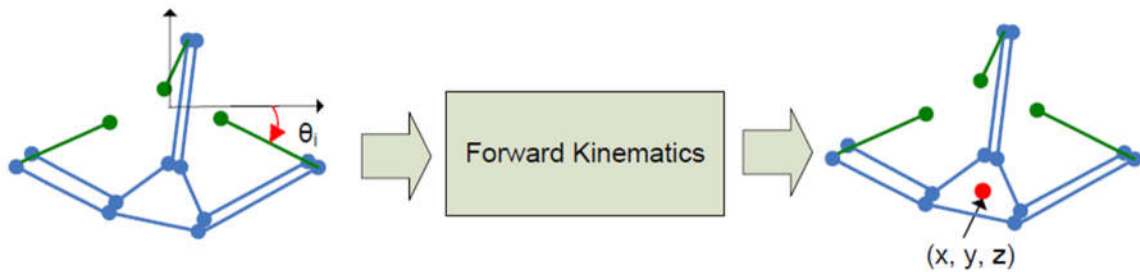 θi
Forward Kinematics
(x, y, z)